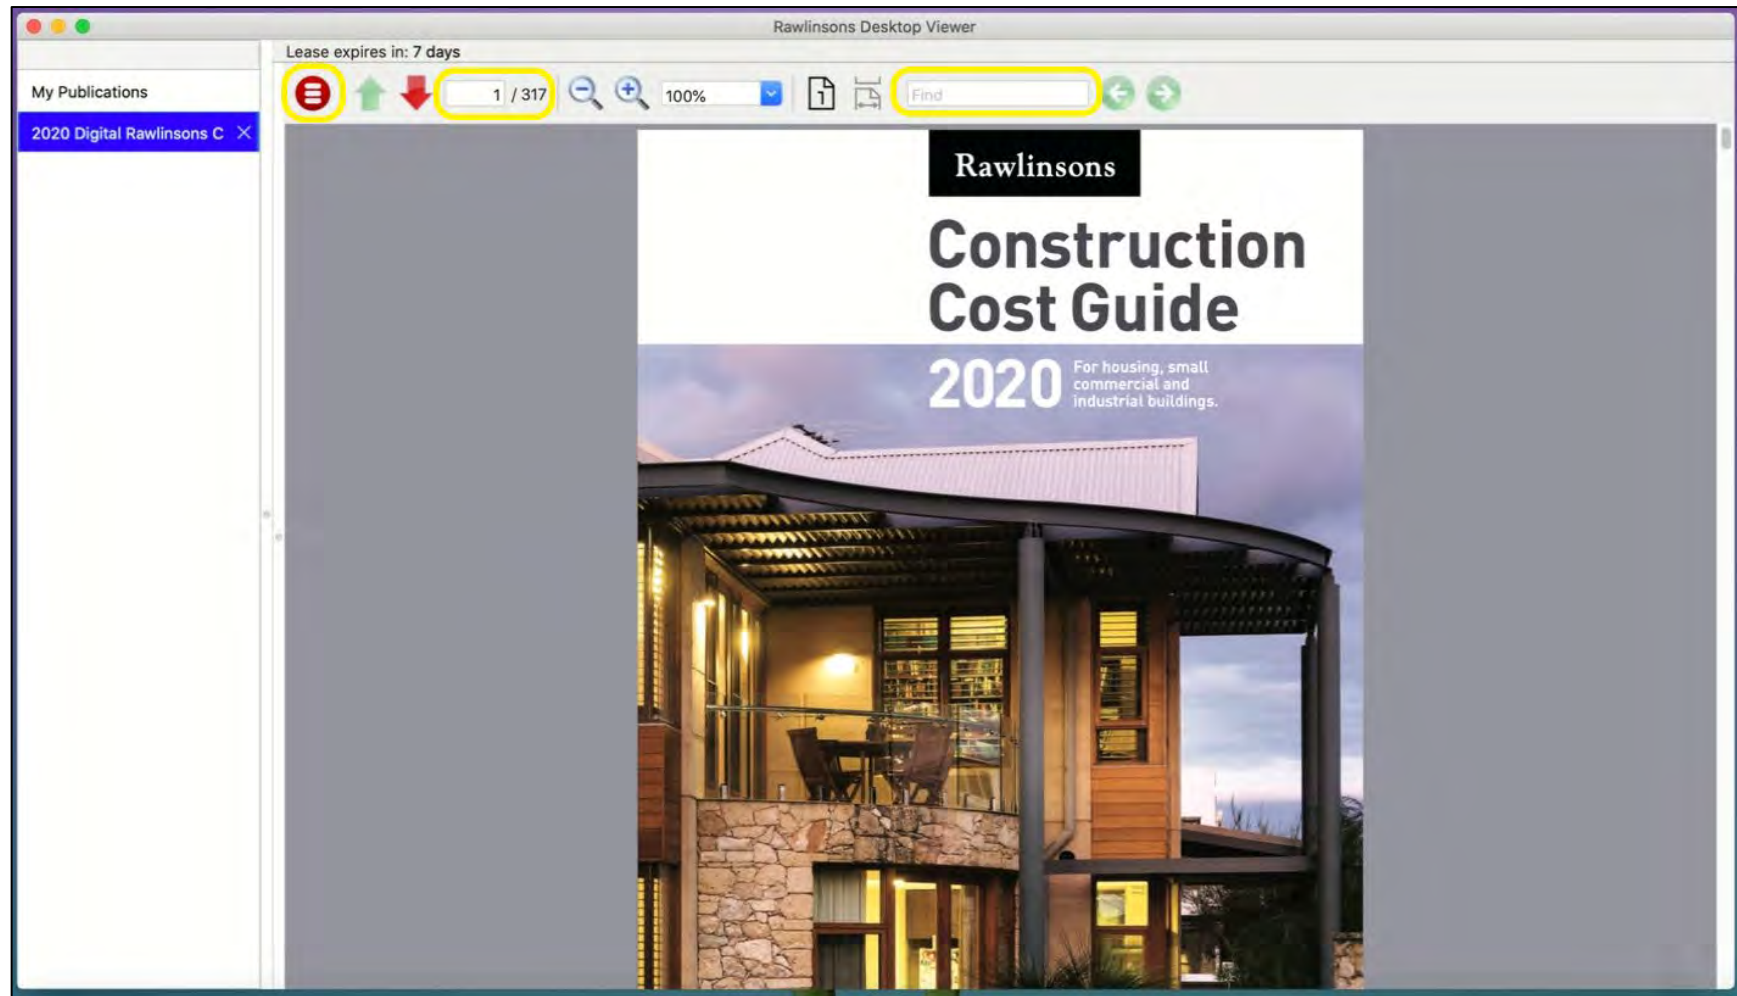 Rawlinsons Desktop Viewer
Lease expires in: 7 days
My Publications
2020 Digital Rawlinsons C
1 / 317
100%
1
Find
Rawlinsons
Construction
Cost Guide
2020
For housing, small
commercial and
industrial buildings.